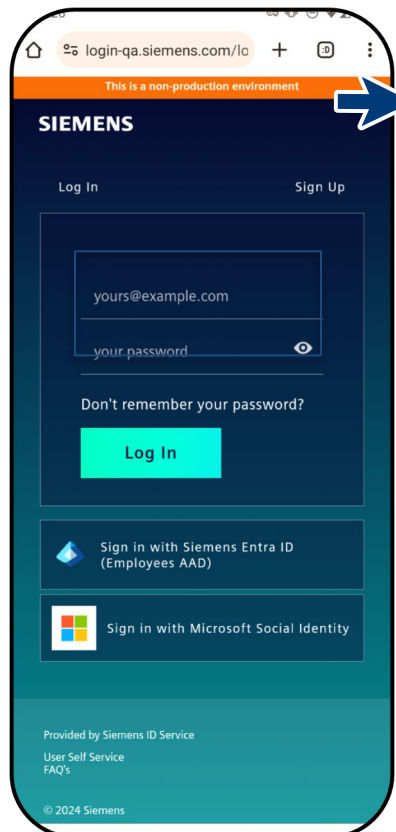 login-qa.siemens.com/lo
:D
This is a non-production environment
SIEMENS
Log In
Sign Up
yours@example.com
your password
Don't remember your password?
Log In
Sign in with Siemens Entra ID
(Employees AAD)
Sign in with Microsoft Social Identity
Provided by Siemens ID Service
User Self Service
FAQ's
© 2024 Siemens